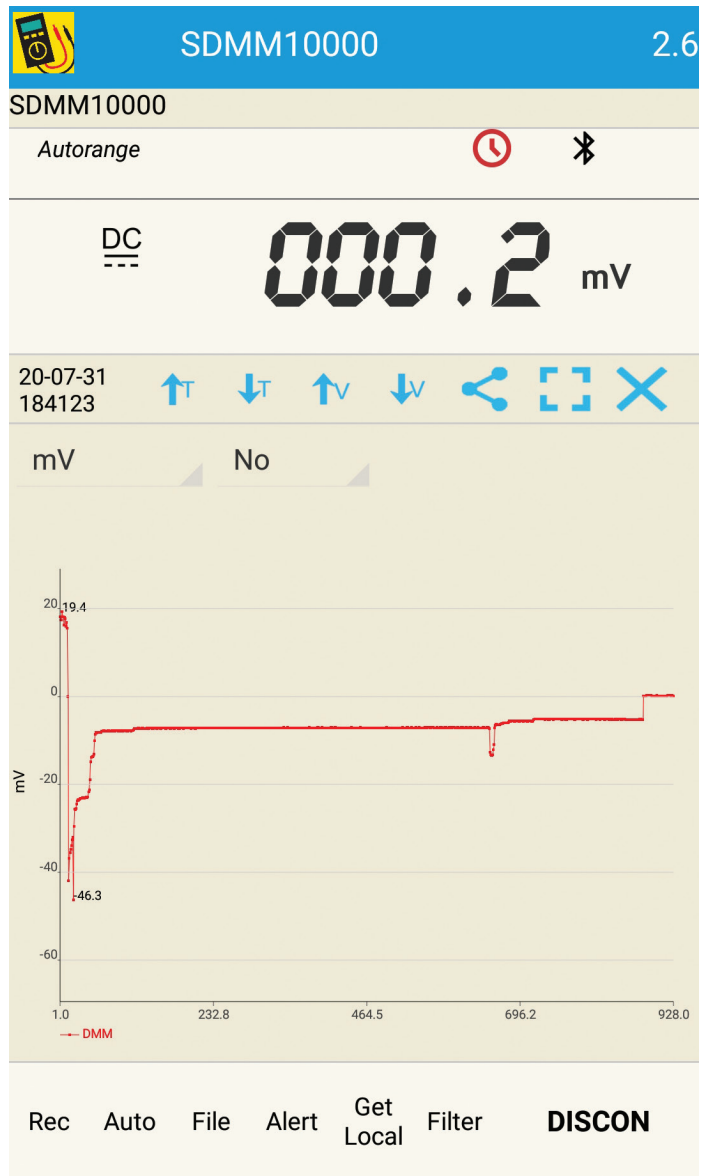 SDMM10000 2.6
SDMM10000
Autorange
DC 000.2 mV
20-07-31
184123
T T V V
mV No
20
19.4
0
-20
mV
-40
-46.3
-60
1.0 232.8 464.5 696.2 928.0
DMM
Rec Auto File Alert Get Local Filter DISCON